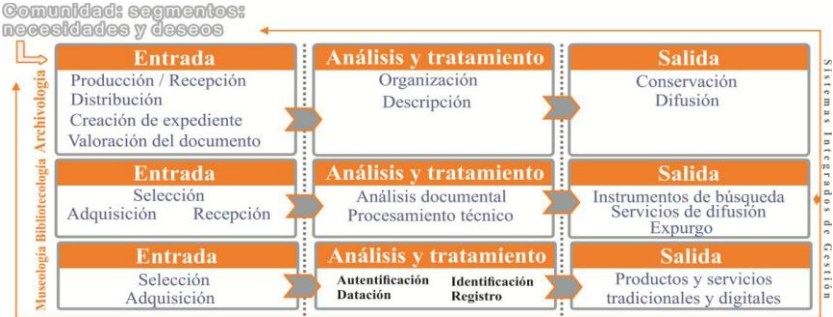 Comunidad: segmentos:
necesidades y deseos
Archivología
Entrada
Producción / Recepción
Distribución
Creación de expediente
Valoración del documento
Análisis y tratamiento
Organización
Descripción
Salida
Conservación
Difusión
Bibliotecología
Entrada
Selección
Adquisición Recepción
Análisis y tratamiento
Análisis documental
Procesamiento técnico
Salida
Instrumentos de búsqueda
Servicios de difusión
Expurgo
Museología
Entrada
Selección
Adquisición
Análisis y tratamiento
Autentificación Identificación
Datación Registro
Salida
Productos y servicios
tradicionales y digitales
Sistemas Integrados de Gestión